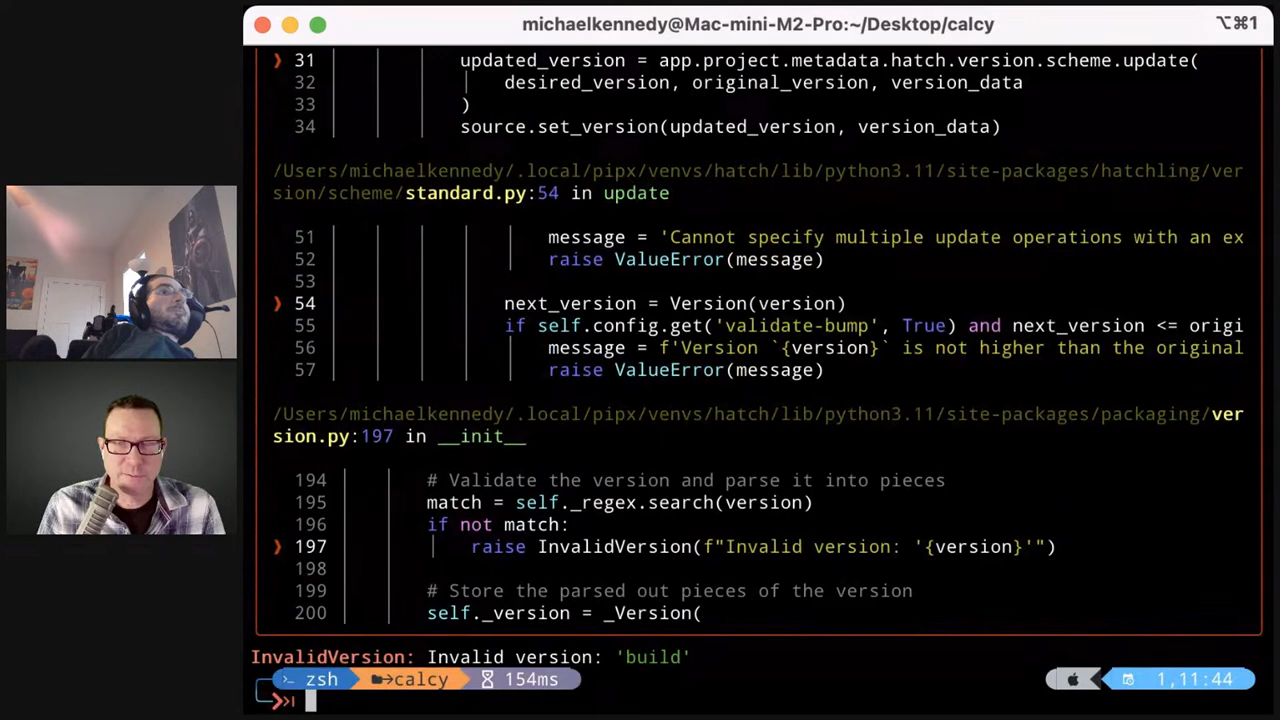 michaelkennedy@Mac-mini-M2-Pro:~/Desktop/calcy
⌥⌘1
❱ 31 updated_version = app.project.metadata.hatch.version.scheme.update(
32 desired_version, original_version, version_data
33 )
34 source.set_version(updated_version, version_data)
/Users/michaelkennedy/.local/pipx/venvs/hatch/lib/python3.11/site-packages/hatchling/ver
sion/scheme/standard.py:54 in update
51 message = 'Cannot specify multiple update operations with an ex
52 raise ValueError(message)
53
❱ 54 next_version = Version(version)
55 if self.config.get('validate-bump', True) and next_version <= origi
56 message = f'Version `{version}` is not higher than the original
57 raise ValueError(message)
/Users/michaelkennedy/.local/pipx/venvs/hatch/lib/python3.11/site-packages/packaging/ver
sion.py:197 in __init__
194 # Validate the version and parse it into pieces
195 match = self._regex.search(version)
196 if not match:
❱ 197 raise InvalidVersion(f"Invalid version: '{version}'")
198
199 # Store the parsed out pieces of the version
200 self._version = _Version(
InvalidVersion: Invalid version: 'build'
zsh →calcy 154ms 1,11:44